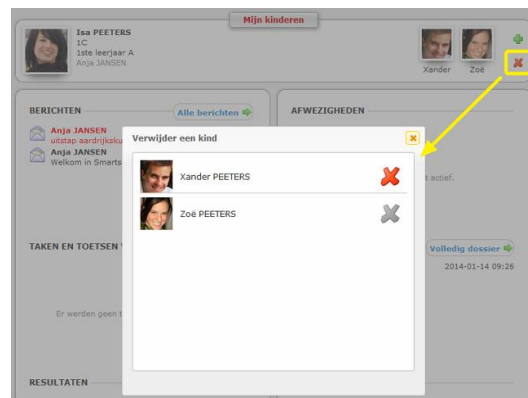 Mijn kinderen
Isa PEETERS
1C
1ste leerjaar A
Anja JANSEN
Xander Zoë
BERICHTEN
Alle berichten
AFWEZIGHEDEN
Anja JANSEN
uitstap aardrijksku
Anja JANSEN
Welkom in Smarts
Verwijder een kind
Xander PEETERS
Zoë PEETERS
t actief.
TAKEN EN TOETSEN
Volledig dossier
2014-01-14 09:26
Er werden geen t
RESULTATEN